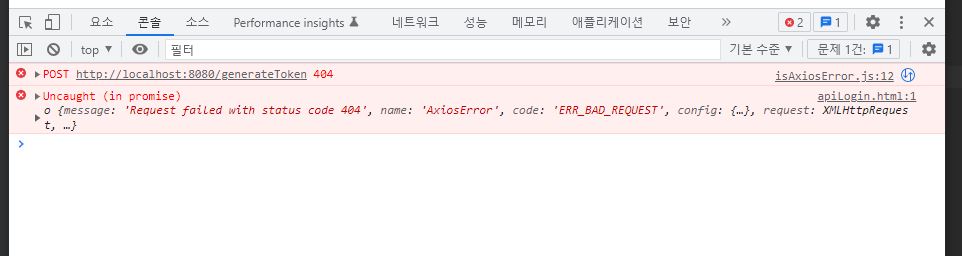 요소 콘솔 소스 Performance insights 네트워크 성능 메모리 애플리케이션 보안 » 2 1
top 필터 기본 수준 문제 1건: 1
POST http://localhost:8080/generateToken 404 isAxiosError.js:12
Uncaught (in promise) apiLogin.html:1
o {message: 'Request failed with status code 404', name: 'AxiosError', code: 'ERR_BAD_REQUEST', config: {…}, request: XMLHttpReques
t, …}